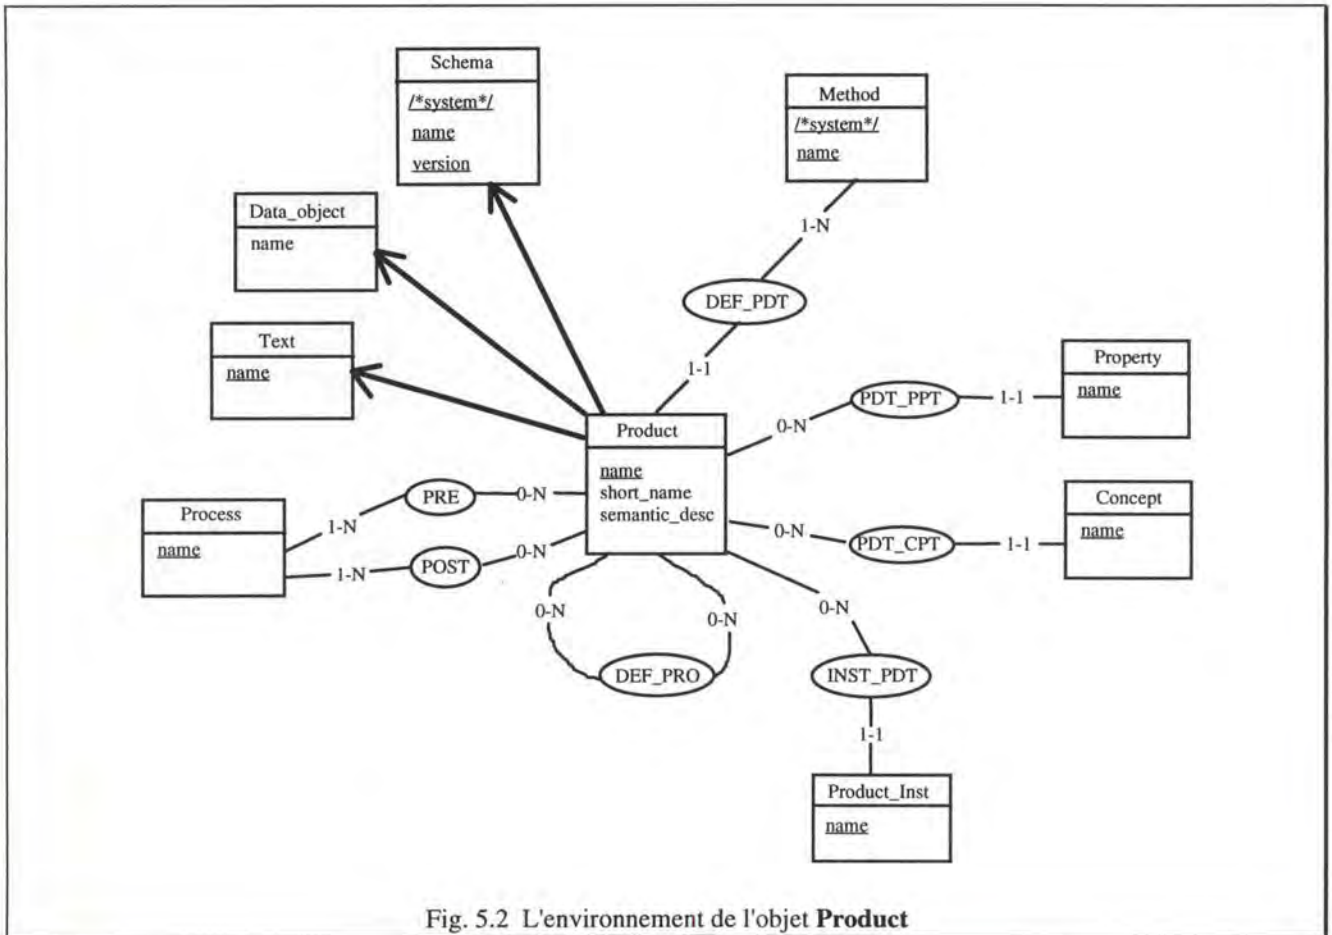 Schema
/*system*/
name
version
Method
/*system*/
name
Data_object
name
1-N
DEF_PDT
Text
name
1-1
Property
name
PDT_PPT
1-1
0-N
Product
name
short_name
semantic_desc
Process
name
PRE
0-N
1-N
POST
0-N
1-N
Concept
name
0-N
PDT_CPT
1-1
0-N
0-N
DEF_PRO
0-N
INST_PDT
1-1
Product_Inst
name
Fig. 5.2 L'environnement de l'objet Product